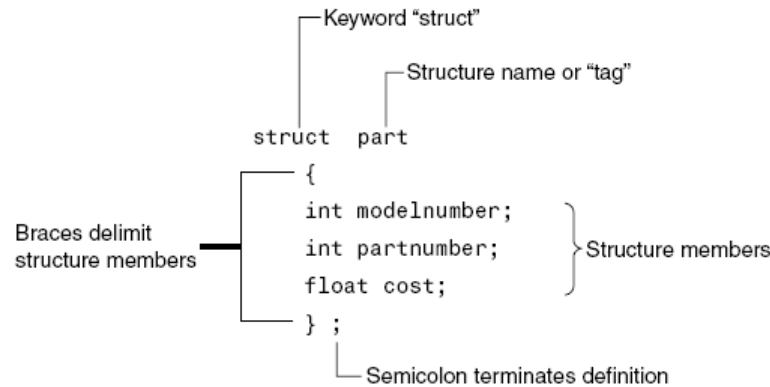 Keyword “struct”
Structure name or “tag”
struct part
{
int modelnumber;
Braces delimit
structure members
int partnumber;
Structure members
float cost;
} ;
Semicolon terminates definition